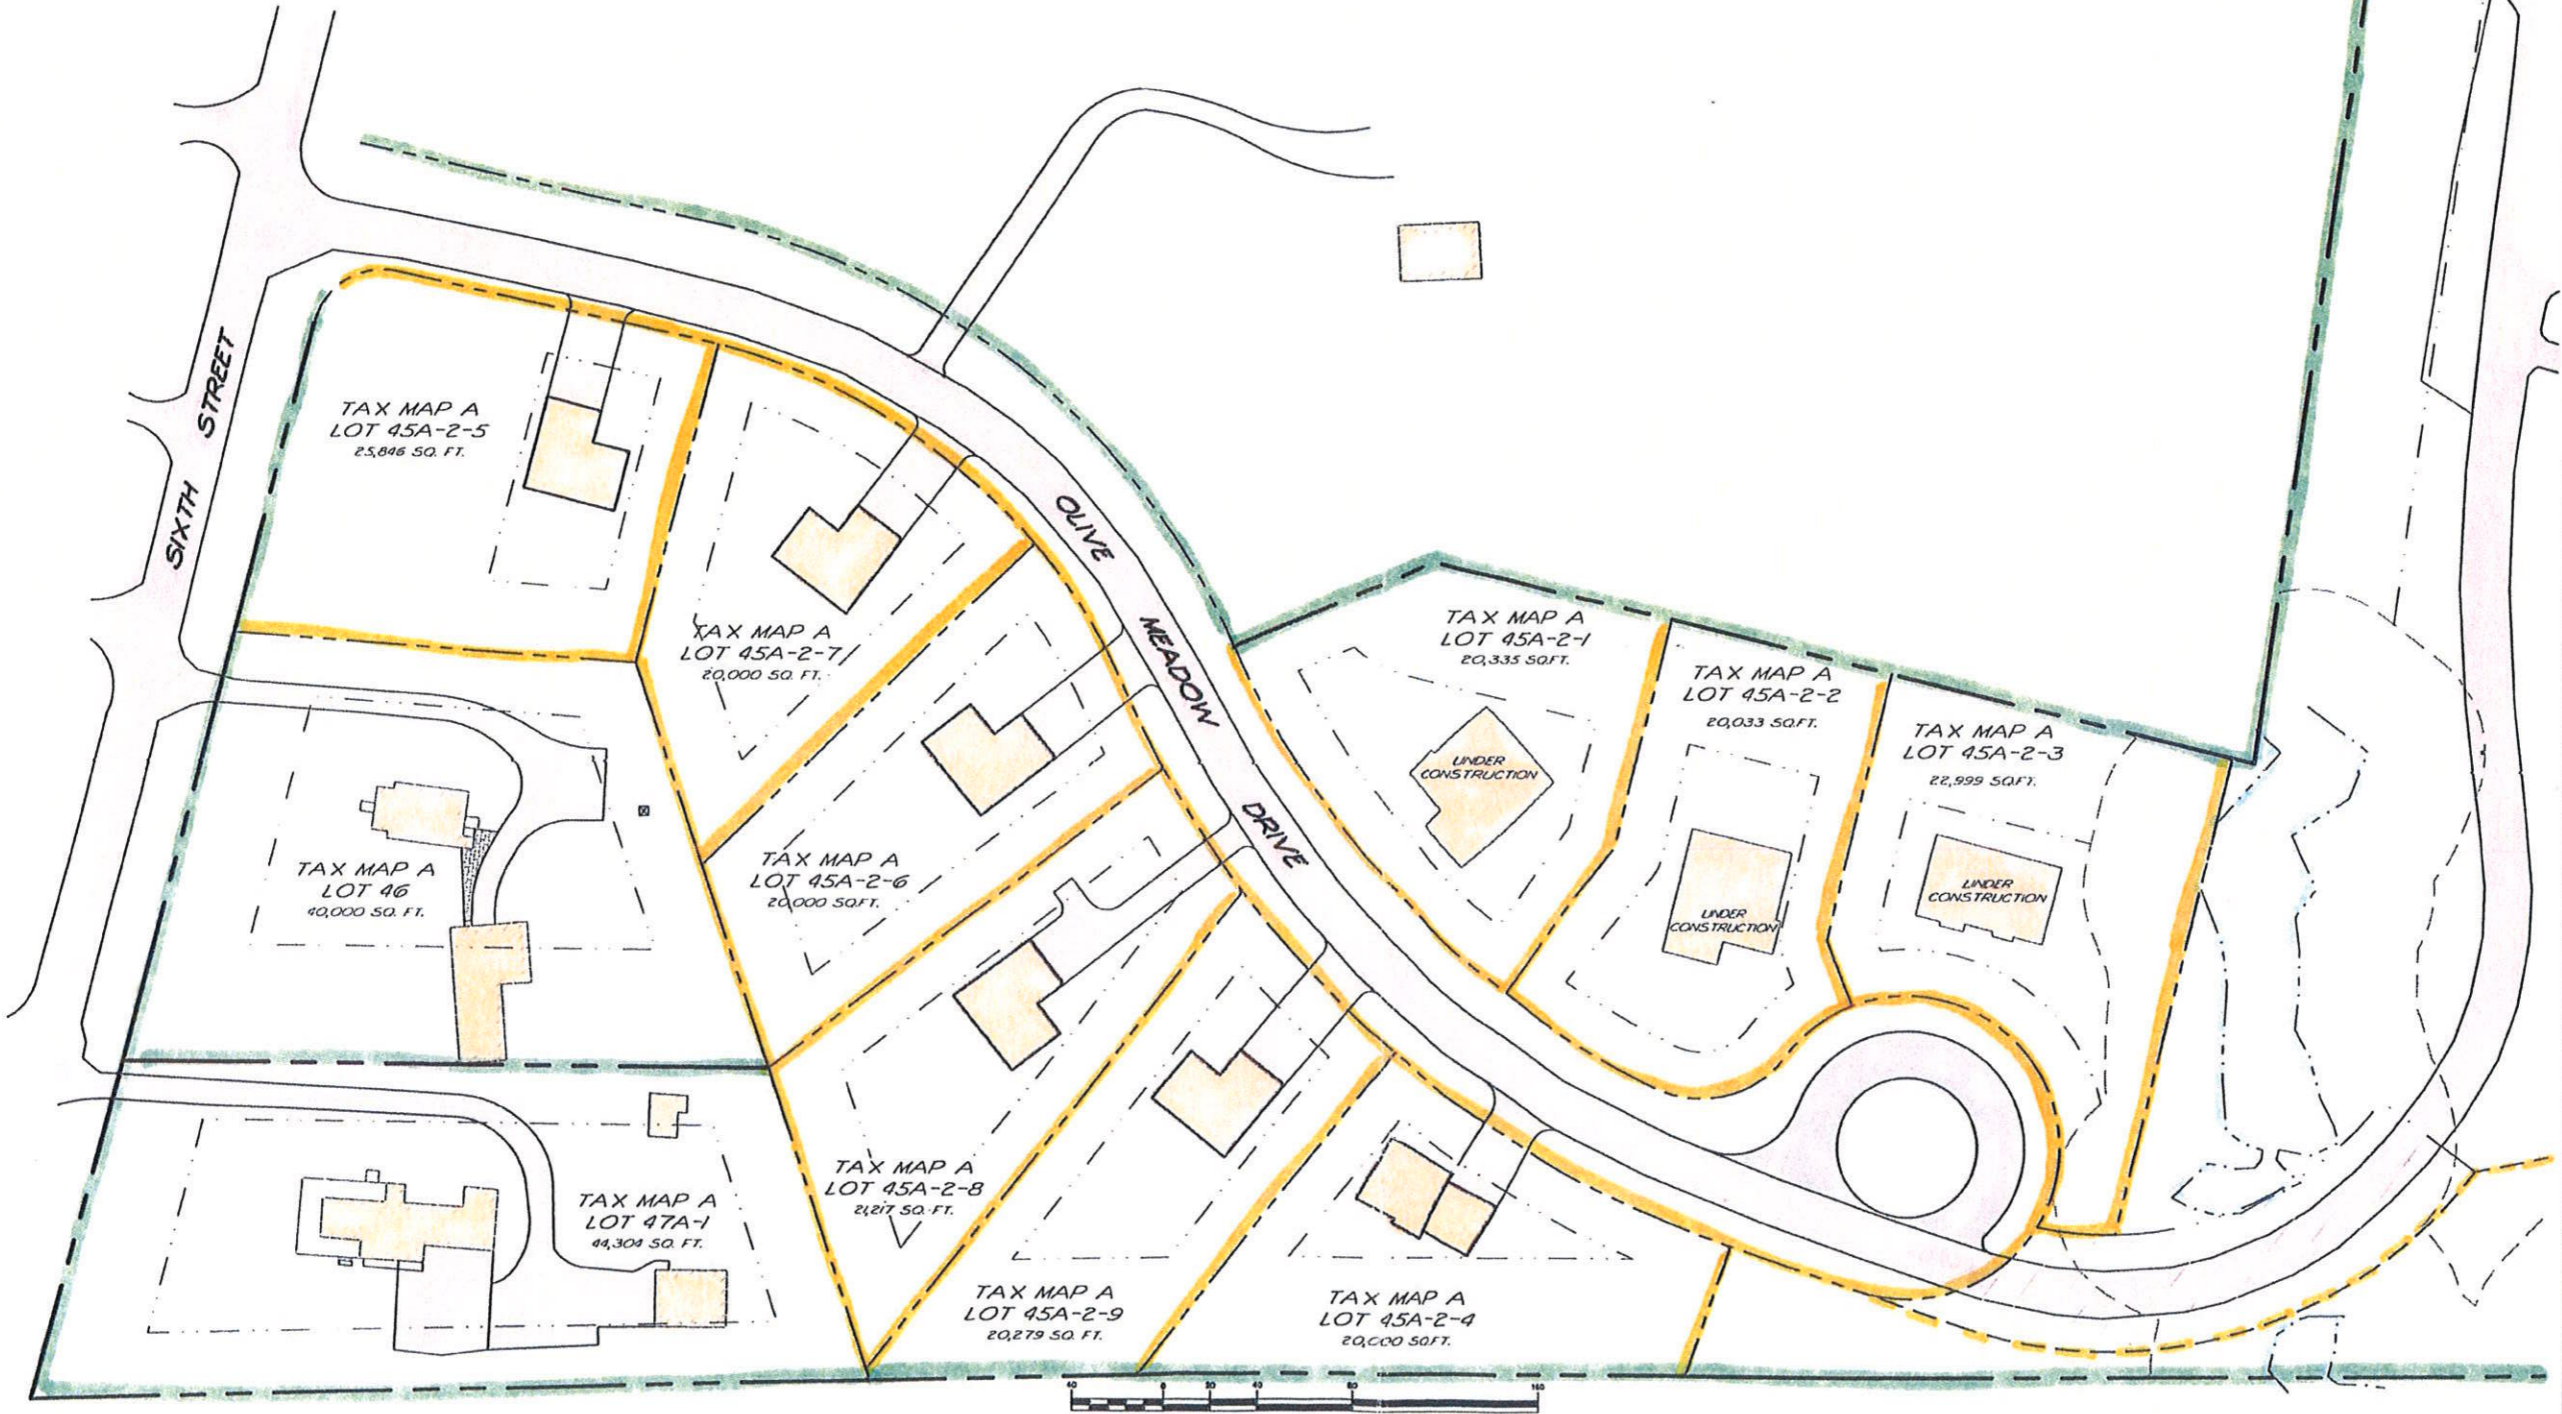 SIXTH STREET
OLIVE MEADOW DRIVE
TAX MAP A
LOT 45A-2-5
25,846 SQ. FT.
TAX MAP A
LOT 45A-2-7
20,000 SQ. FT.
TAX MAP A
LOT 45A-2-1
20,335 SQ.FT.
UNDER
CONSTRUCTION
TAX MAP A
LOT 45A-2-2
20,033 SQ.FT.
UNDER
CONSTRUCTION
TAX MAP A
LOT 45A-2-3
22,999 SQ.FT.
UNDER
CONSTRUCTION
TAX MAP A
LOT 46
40,000 SQ. FT.
TAX MAP A
LOT 45A-2-6
20,000 SQ.FT.
TAX MAP A
LOT 45A-2-8
21,217 SQ. FT.
TAX MAP A
LOT 47A-1
44,304 SQ. FT.
TAX MAP A
LOT 45A-2-9
20,279 SQ. FT.
TAX MAP A
LOT 45A-2-4
20,000 SQ.FT.
40 0 20 40 80 160